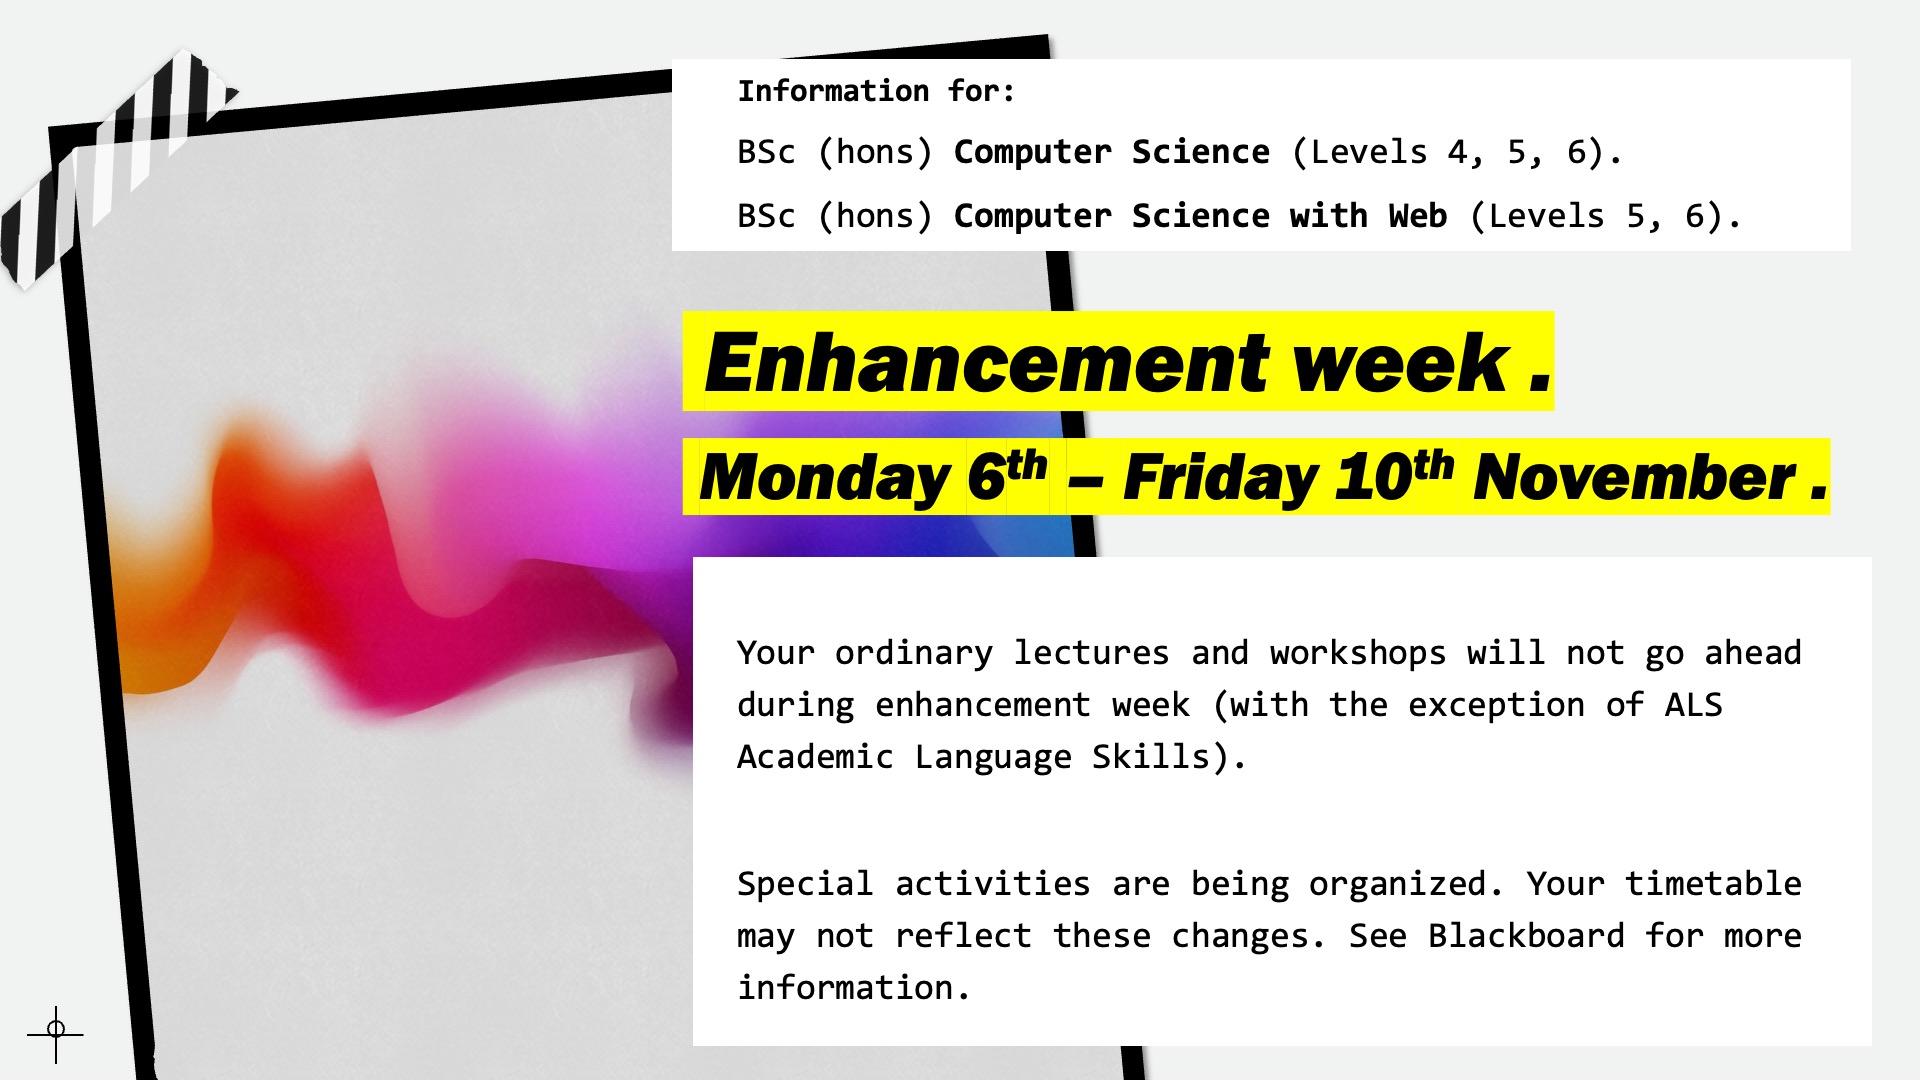 Information for:
BSc (hons) Computer Science (Levels 4, 5, 6).
BSc (hons) Computer Science with Web (Levels 5, 6).
Enhancement week .
Monday 6th – Friday 10th November .
Your ordinary lectures and workshops will not go ahead
during enhancement week (with the exception of ALS
Academic Language Skills).
Special activities are being organized. Your timetable
may not reflect these changes. See Blackboard for more
information.